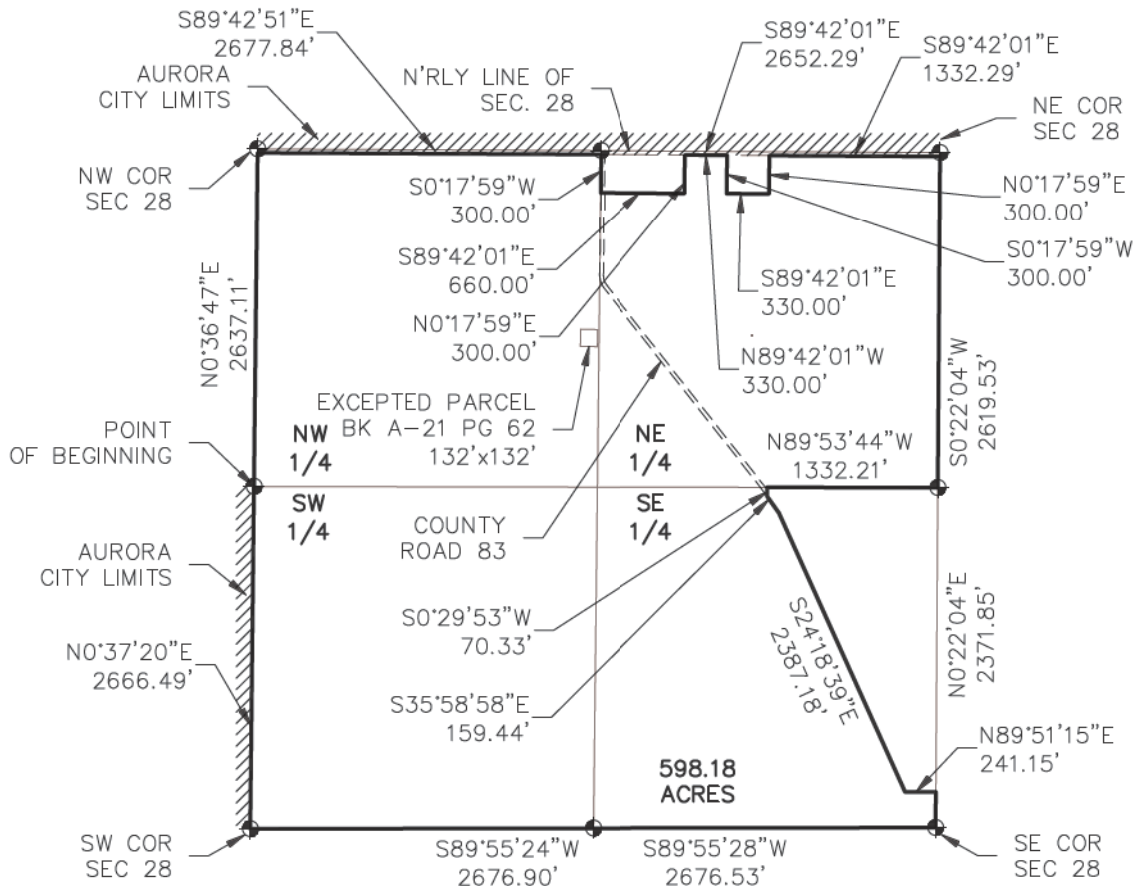 S89°42'51"E
2677.84'
AURORA
CITY LIMITS
N'RLY LINE OF
SEC. 28
S89°42'01"E
2652.29'
S89°42'01"E
1332.29'
NE COR
SEC 28
NW COR
SEC 28
S0°17'59"W
300.00'
N0°17'59"E
300.00'
S0°17'59"W
300.00'
S89°42'01"E
660.00'
S89°42'01"E
330.00'
N0°36'47"E
2637.11'
N0°17'59"E
300.00'
N89°42'01"W
330.00'
S0°22'04"W
2619.53'
EXCEPTED PARCEL
BK A-21 PG 62
132'x132'
POINT
OF BEGINNING
NW
1/4
NE
1/4
N89°53'44"W
1332.21'
SW
1/4
SE
1/4
COUNTY
ROAD 83
AURORA
CITY LIMITS
S0°29'53"W
70.33'
S24°18'39"E
2387.18'
N0°22'04"E
2371.85'
N0°37'20"E
2666.49'
S35°58'58"E
159.44'
N89°51'15"E
241.15'
598.18
ACRES
SW COR
SEC 28
S89°55'24"W
2676.90'
S89°55'28"W
2676.53'
SE COR
SEC 28